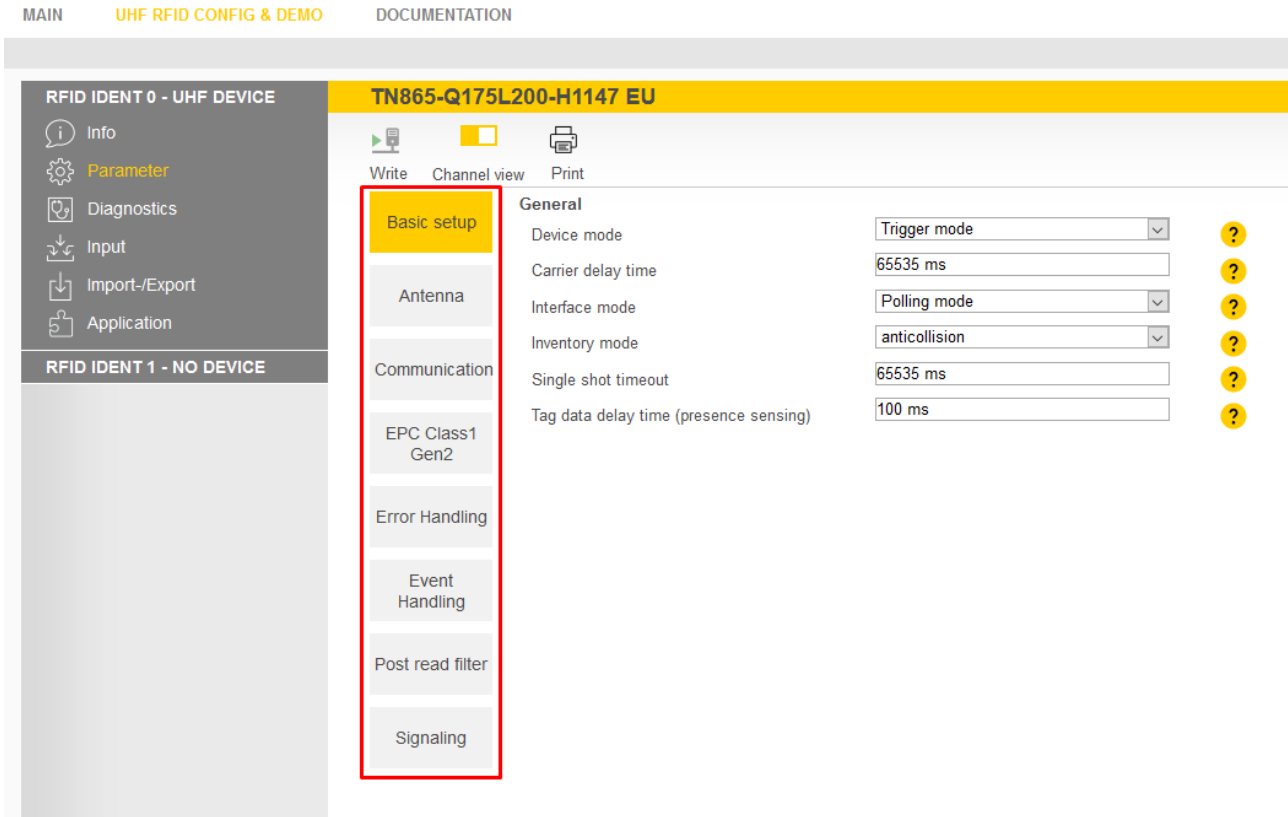 MAIN UHF RFID CONFIG & DEMO DOCUMENTATION
RFID IDENT 0 - UHF DEVICE
Info
Parameter
Diagnostics
Input
Import-/Export
Application
RFID IDENT 1 - NO DEVICE
TN865-Q175L200-H1147 EU
Write Channel view Print
Basic setup
Antenna
Communication
EPC Class1
Gen2
Error Handling
Event
Handling
Post read filter
Signaling
General
Device mode Trigger mode ?
Carrier delay time 65535 ms ?
Interface mode Polling mode ?
Inventory mode anticollision ?
Single shot timeout 65535 ms ?
Tag data delay time (presence sensing) 100 ms ?